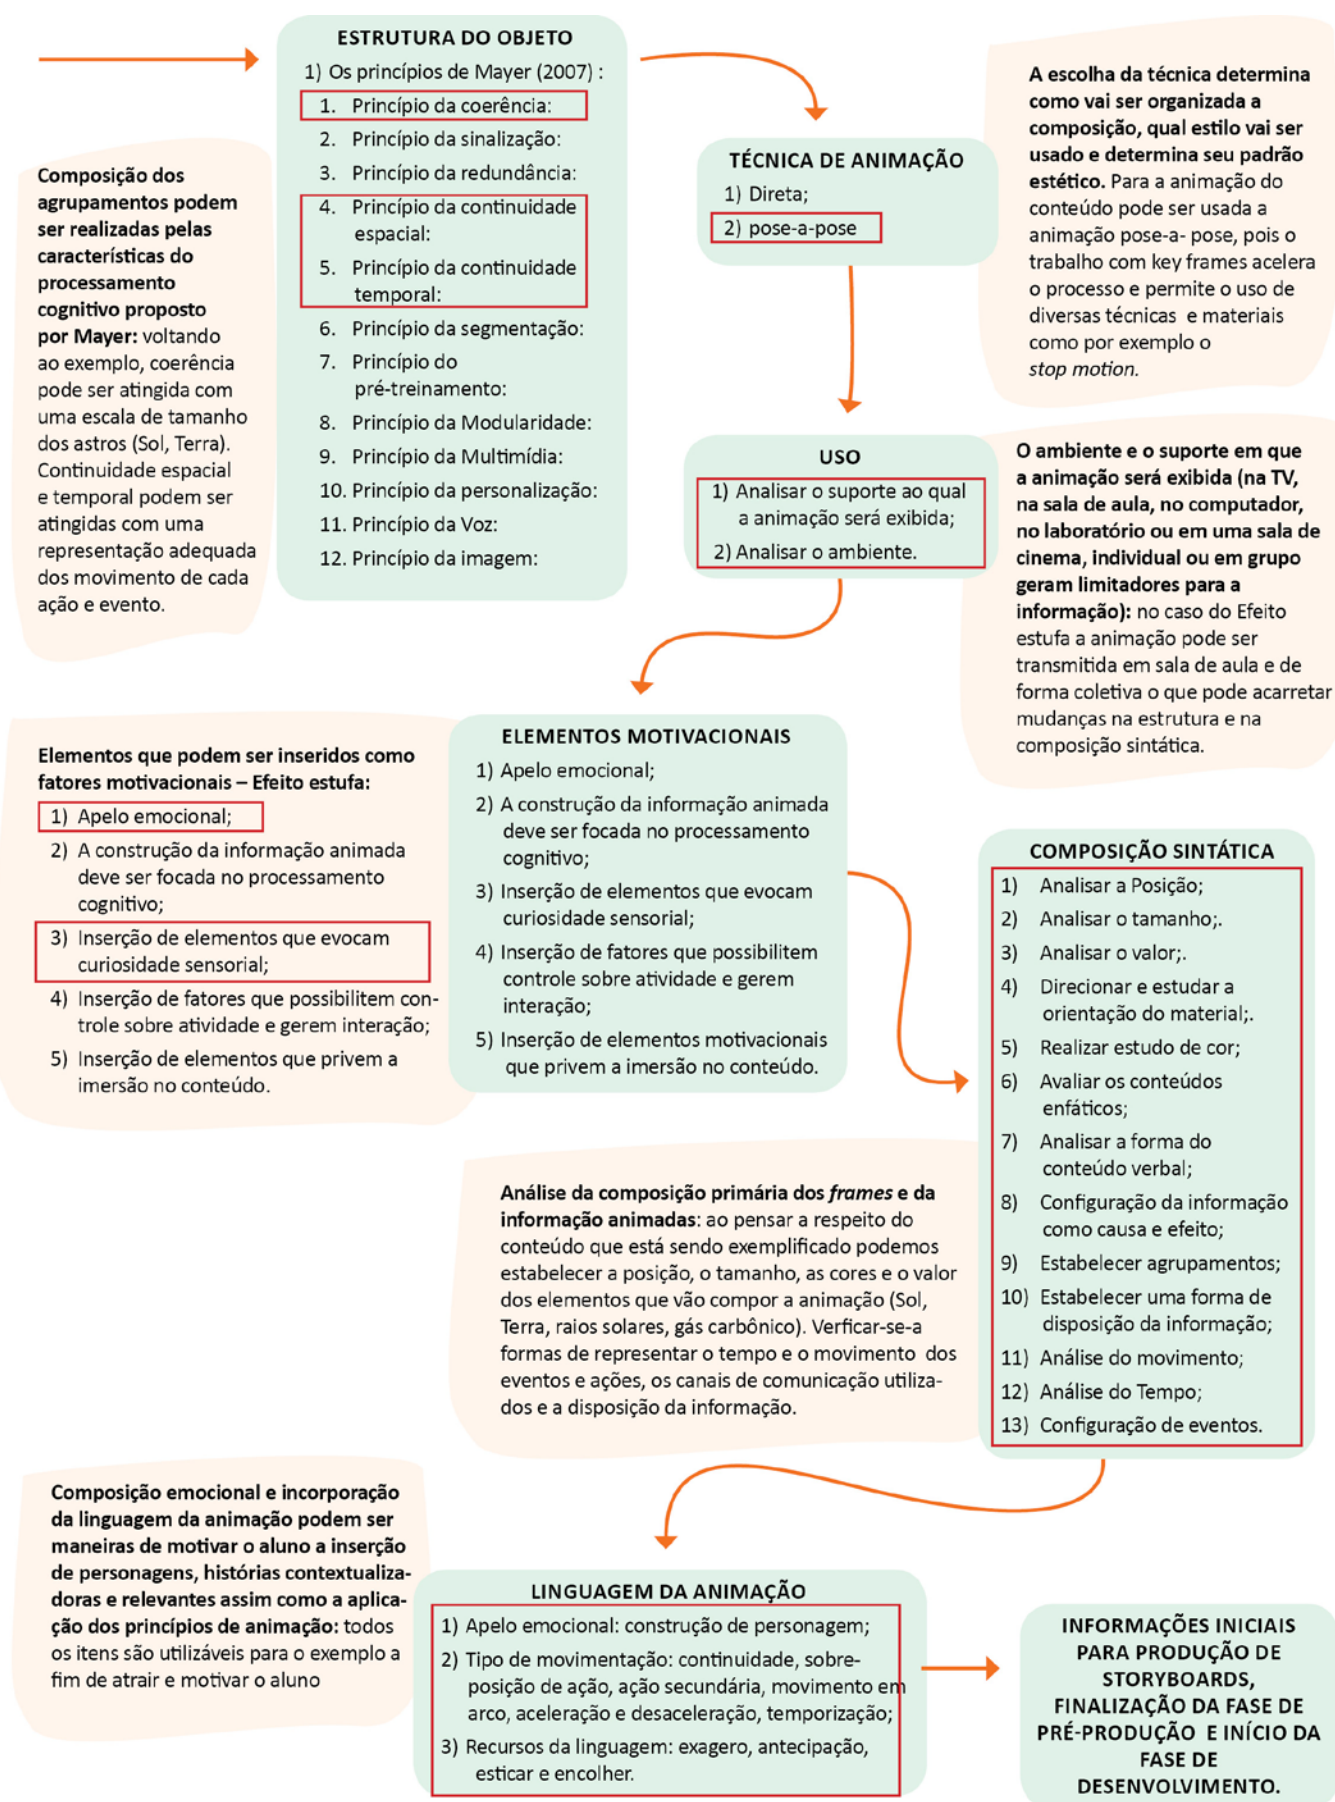 ESTRUTURA DO OBJETO
1) Os princípios de Mayer (2007) :
1. Princípio da coerência:
2. Princípio da sinalização:
3. Princípio da redundância:
4. Princípio da continuidade
espacial:
5. Princípio da continuidade
temporal:
6. Princípio da segmentação:
7. Princípio do
pré-treinamento:
8. Princípio da Modularidade:
9. Princípio da Multimídia:
10. Princípio da personalização:
11. Princípio da Voz:
12. Princípio da imagem:
Composição dos
agrupamentos podem
ser realizadas pelas
características do
processamento
cognitivo proposto
por Mayer: voltando
ao exemplo, coerência
pode ser atingida com
uma escala de tamanho
dos astros (Sol, Terra).
Continuidade espacial
e temporal podem ser
atingidas com uma
representação adequada
dos movimento de cada
ação e evento.
TÉCNICA DE ANIMAÇÃO
1) Direta;
2) pose-a-pose
A escolha da técnica determina
como vai ser organizada a
composição, qual estilo vai ser
usado e determina seu padrão
estético. Para a animação do
conteúdo pode ser usada a
animação pose-a- pose, pois o
trabalho com key frames acelera
o processo e permite o uso de
diversas técnicas e materiais
como por exemplo o
stop motion.
USO
1) Analisar o suporte ao qual
a animação será exibida;
2) Analisar o ambiente.
O ambiente e o suporte em que
a animação será exibida (na TV,
na sala de aula, no computador,
no laboratório ou em uma sala de
cinema, individual ou em grupo
geram limitadores para a
informação): no caso do Efeito
estufa a animação pode ser
transmitida em sala de aula e de
forma coletiva o que pode acarretar
mudanças na estrutura e na
composição sintática.
Elementos que podem ser inseridos como
fatores motivacionais – Efeito estufa:
1) Apelo emocional;
2) A construção da informação animada
deve ser focada no processamento
cognitivo;
3) Inserção de elementos que evocam
curiosidade sensorial;
4) Inserção de fatores que possibilitem con-
trole sobre atividade e gerem interação;
5) Inserção de elementos que privem a
imersão no conteúdo.
ELEMENTOS MOTIVACIONAIS
1) Apelo emocional;
2) A construção da informação animada
deve ser focada no processamento
cognitivo;
3) Inserção de elementos que evocam
curiosidade sensorial;
4) Inserção de fatores que possibilitem
controle sobre atividade e gerem
interação;
5) Inserção de elementos motivacionais
que privem a imersão no conteúdo.
COMPOSIÇÃO SINTÁTICA
1) Analisar a Posição;
2) Analisar o tamanho;.
3) Analisar o valor;.
4) Direcionar e estudar a
orientação do material;.
5) Realizar estudo de cor;
6) Avaliar os conteúdos
enfáticos;
7) Analisar a forma do
conteúdo verbal;
8) Configuração da informação
como causa e efeito;
9) Estabelecer agrupamentos;
10) Estabelecer uma forma de
disposição da informação;
11) Análise do movimento;
12) Análise do Tempo;
13) Configuração de eventos.
Análise da composição primária dos frames e da
informação animadas: ao pensar a respeito do
conteúdo que está sendo exemplificado podemos
estabelecer a posição, o tamanho, as cores e o valor
dos elementos que vão compor a animação (Sol,
Terra, raios solares, gás carbônico). Verficar-se-a
formas de representar o tempo e o movimento dos
eventos e ações, os canais de comunicação utiliza-
dos e a disposição da informação.
Composição emocional e incorporação
da linguagem da animação podem ser
maneiras de motivar o aluno a inserção
de personagens, histórias contextualiza-
doras e relevantes assim como a aplica-
ção dos princípios de animação: todos
os itens são utilizáveis para o exemplo a
fim de atrair e motivar o aluno
LINGUAGEM DA ANIMAÇÃO
1) Apelo emocional: construção de personagem;
2) Tipo de movimentação: continuidade, sobre-
posição de ação, ação secundária, movimento em
arco, aceleração e desaceleração, temporização;
3) Recursos da linguagem: exagero, antecipação,
esticar e encolher.
INFORMAÇÕES INICIAIS
PARA PRODUÇÃO DE
STORYBOARDS,
FINALIZAÇÃO DA FASE DE
PRÉ-PRODUÇÃO E INÍCIO DA
FASE DE
DESENVOLVIMENTO.